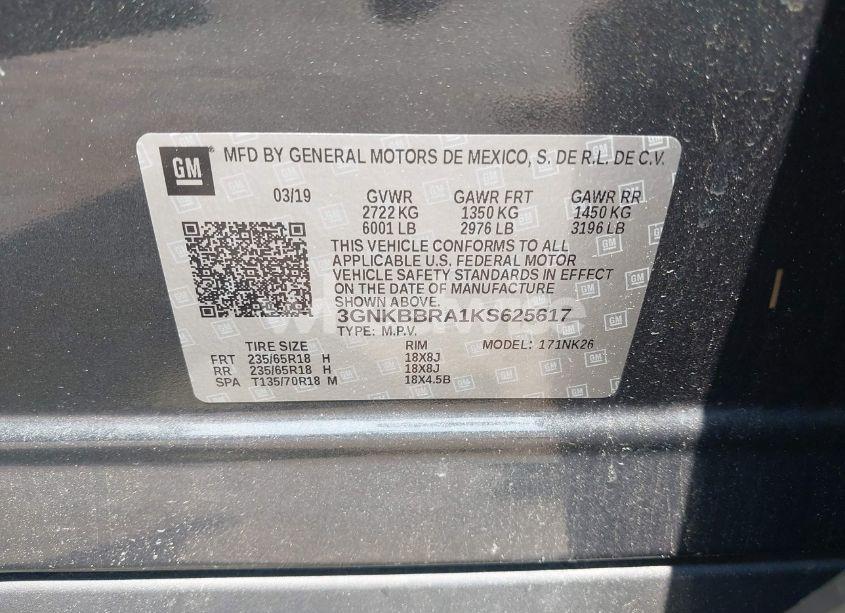 GM
MFD BY GENERAL MOTORS DE MEXICO, S. DE R.L. DE C.V.
03/19 GVWR GAWR FRT GAWR RR
2722 KG 1350 KG 1450 KG
6001 LB 2976 LB 3196 LB
THIS VEHICLE CONFORMS TO ALL
APPLICABLE U.S. FEDERAL MOTOR
VEHICLE SAFETY STANDARDS IN EFFECT
ON THE DATE OF MANUFACTURE
SHOWN ABOVE.
3GNKBBRA1KS625617
TYPE: M.P.V.
TIRE SIZE RIM MODEL: 171NK26
FRT 235/65R18 H 18X8J
RR 235/65R18 H 18X8J
SPA T135/70R18 M 18X4.5B